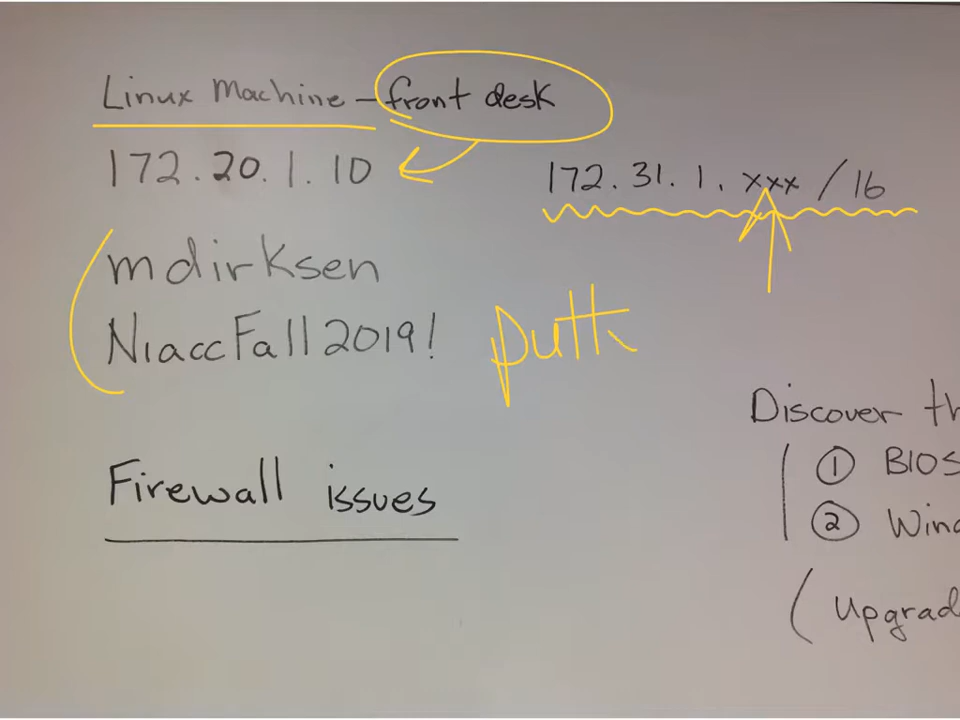 Linux Machine - front desk
172.20.1.10
172.31.1.xxx /16
mdirksen
NiaccFall2019!
putty
Firewall issues
Discover th
① BIOS
② Wind
( Upgrad